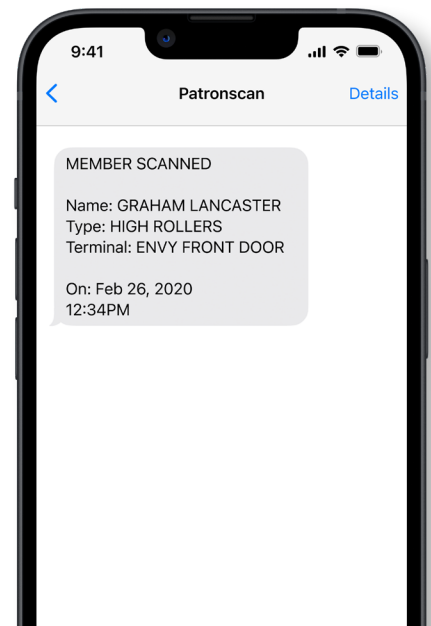 9:41
Patronscan
Details
MEMBER SCANNED
Name: GRAHAM LANCASTER
Type: HIGH ROLLERS
Terminal: ENVY FRONT DOOR
On: Feb 26, 2020
12:34PM